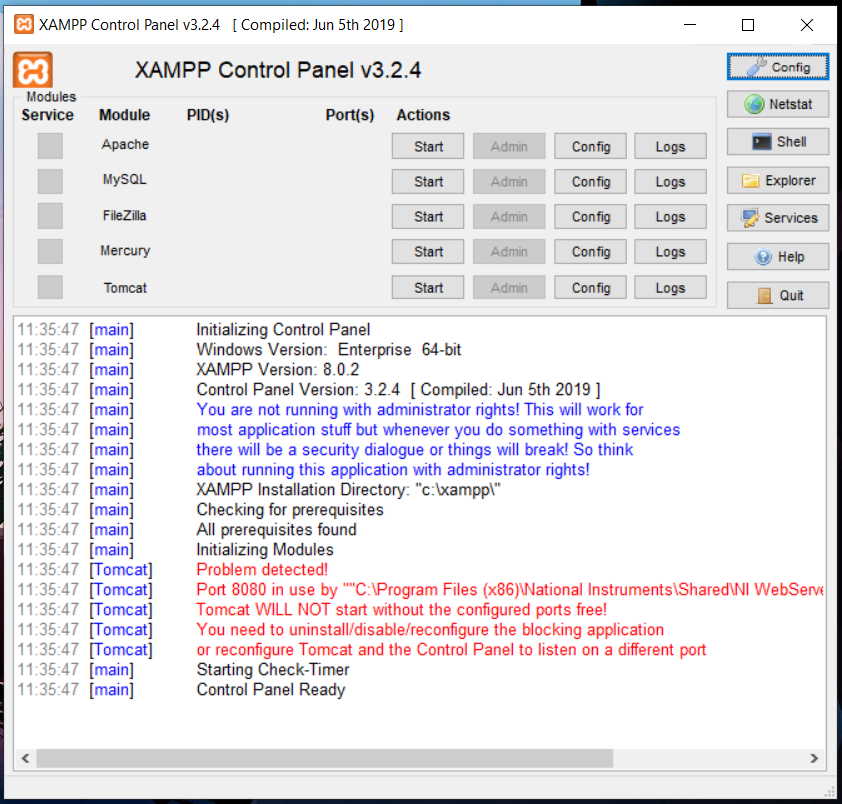 XAMPP Control Panel v3.2.4   [ Compiled: Jun 5th 2019 ]
XAMPP Control Panel v3.2.4
Config
Modules
Service Module PID(s) Port(s) Actions
Netstat
Apache Start Admin Config Logs
Shell
MySQL Start Admin Config Logs
Explorer
FileZilla Start Admin Config Logs
Services
Mercury Start Admin Config Logs
Help
Tomcat Start Admin Config Logs
Quit
11:35:47 [main] Initializing Control Panel
11:35:47 [main] Windows Version:  Enterprise  64-bit
11:35:47 [main] XAMPP Version: 8.0.2
11:35:47 [main] Control Panel Version: 3.2.4  [ Compiled: Jun 5th 2019 ]
11:35:47 [main] You are not running with administrator rights! This will work for
11:35:47 [main] most application stuff but whenever you do something with services
11:35:47 [main] there will be a security dialogue or things will break! So think
11:35:47 [main] about running this application with administrator rights!
11:35:47 [main] XAMPP Installation Directory: "c:\xampp\"
11:35:47 [main] Checking for prerequisites
11:35:47 [main] All prerequisites found
11:35:47 [main] Initializing Modules
11:35:47 [Tomcat] Problem detected!
11:35:47 [Tomcat] Port 8080 in use by ""C:\Program Files (x86)\National Instruments\Shared\NI WebServe
11:35:47 [Tomcat] Tomcat WILL NOT start without the configured ports free!
11:35:47 [Tomcat] You need to uninstall/disable/reconfigure the blocking application
11:35:47 [Tomcat] or reconfigure Tomcat and the Control Panel to listen on a different port
11:35:47 [main] Starting Check-Timer
11:35:47 [main] Control Panel Ready